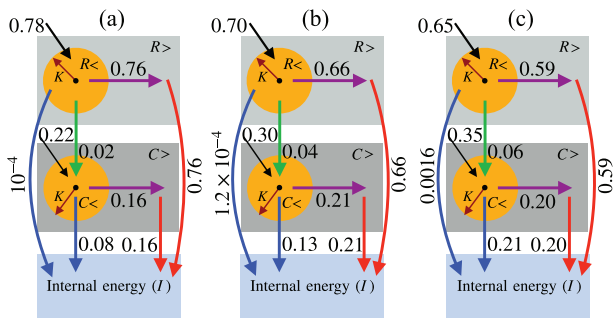 (a)
0.78
R>
R<
K
0.76
0.22
10⁻⁴
0.02
C>
K
C<
0.16
0.76
0.08
0.16
Internal energy (I)
(b)
0.70
R>
R<
K
0.66
0.30
1.2 × 10⁻⁴
0.04
C>
K
C<
0.21
0.66
0.13
0.21
Internal energy (I)
(c)
0.65
R>
R<
K
0.59
0.35
0.0016
0.06
C>
K
C<
0.20
0.59
0.21
0.20
Internal energy (I)